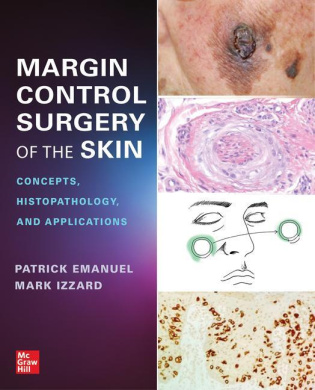 MARGIN
CONTROL
SURGERY
OF THE SKIN
CONCEPTS,
HISTOPATHOLOGY,
AND APPLICATIONS
PATRICK EMANUEL
MARK IZZARD
Mc
Graw
Hill